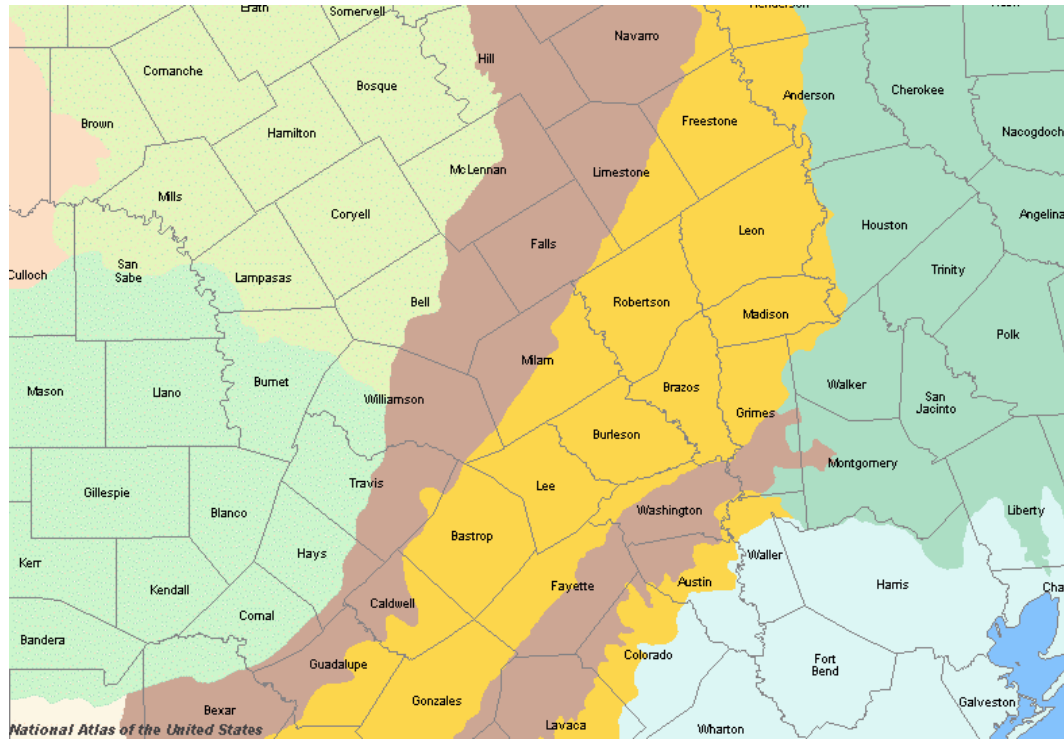 Erath
Somervell
Henderson
Hill
Navarro
Comanche
Bosque
Anderson
Cherokee
Brown
Hamilton
Freestone
Nacogdoch
McLennan
Limestone
Mills
Coryell
Houston
Angelina
Leon
Falls
Culloch
San
Saba
Lampasas
Trinity
Bell
Robertson
Madison
Polk
Milam
Mason
Llano
Burnet
Williamson
Brazos
Walker
San
Jacinto
Grimes
Burleson
Montgomery
Gillespie
Travis
Lee
Blanco
Washington
Liberty
Bastrop
Hays
Waller
Kerr
Kendall
Fayette
Austin
Harris
Cha
Caldwell
Comal
Bandera
Guadalupe
Colorado
Fort
Bend
Gonzales
Galveston
Bexar
Lavaca
Wharton
National Atlas of the United States